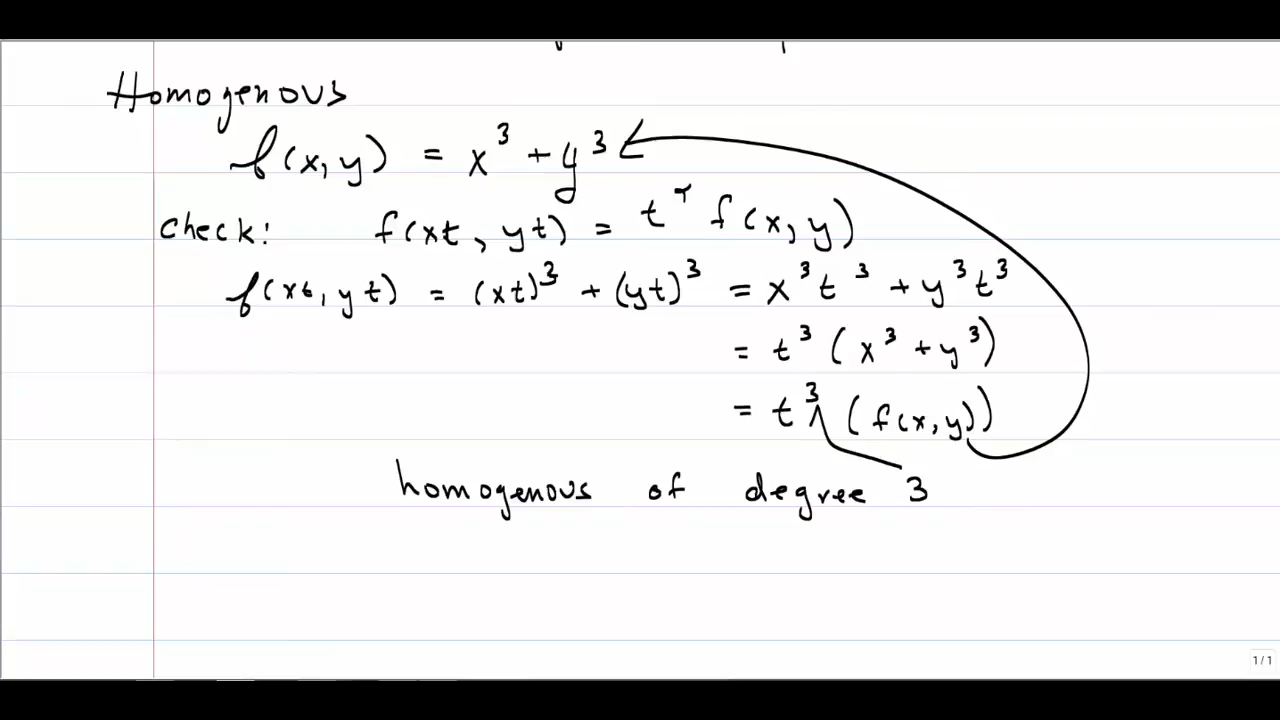 Homogenous
f(x, y) = x³ + y³
Check: f(xt, yt) = t^r f(x, y)
f(xt, yt) = (xt)³ + (yt)³ = x³t³ + y³t³
= t³ (x³ + y³)
= t³ (f(x, y))
homogenous of degree 3
1/1